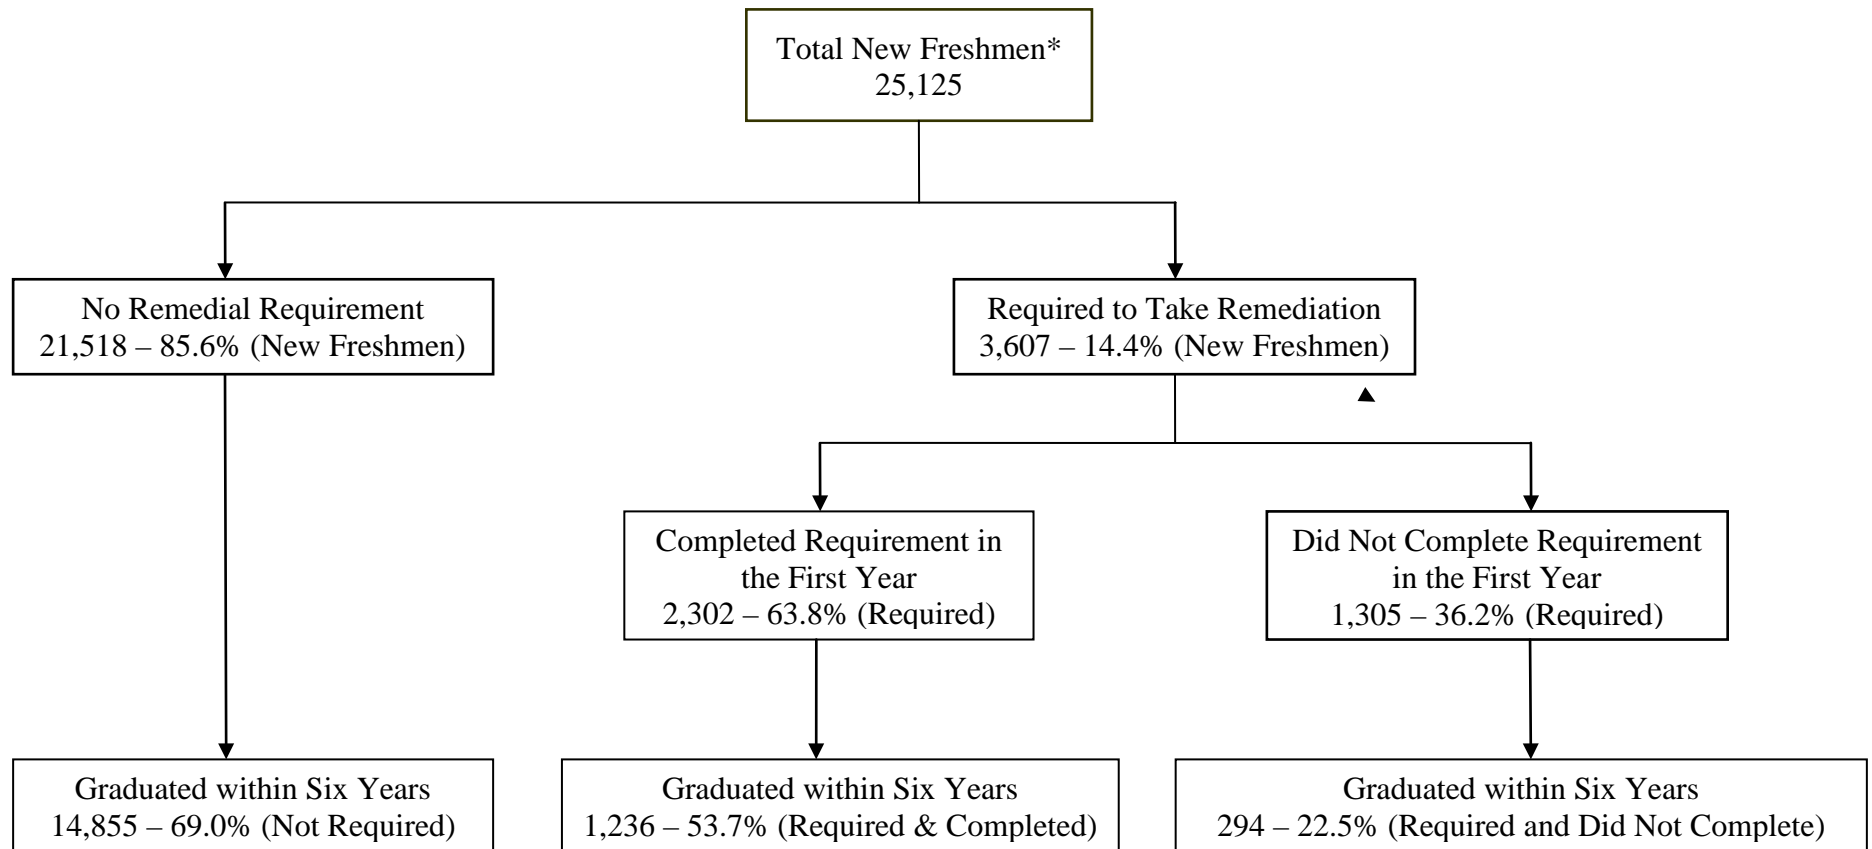 Total New Freshmen*
25,125
No Remedial Requirement
21,518 – 85.6% (New Freshmen)
Required to Take Remediation
3,607 – 14.4% (New Freshmen)
Completed Requirement in
the First Year
2,302 – 63.8% (Required)
Did Not Complete Requirement
in the First Year
1,305 – 36.2% (Required)
Graduated within Six Years
14,855 – 69.0% (Not Required)
Graduated within Six Years
1,236 – 53.7% (Required & Completed)
Graduated within Six Years
294 – 22.5% (Required and Did Not Complete)